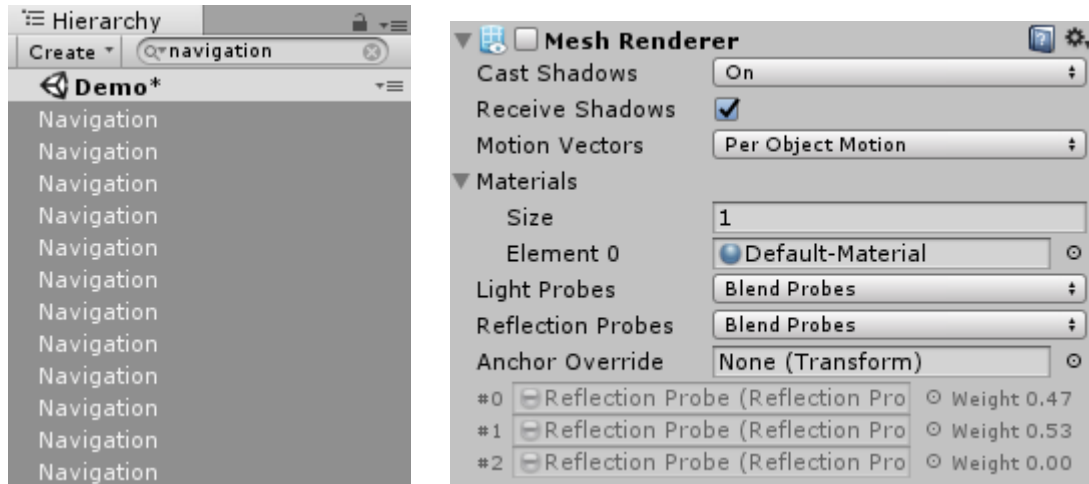 Hierarchy
Create navigation
Demo*
Navigation
Navigation
Navigation
Navigation
Navigation
Navigation
Navigation
Navigation
Navigation
Navigation
Navigation
Navigation
Mesh Renderer
Cast Shadows On
Receive Shadows
Motion Vectors Per Object Motion
Materials
Size 1
Element 0 Default-Material
Light Probes Blend Probes
Reflection Probes Blend Probes
Anchor Override None (Transform)
#0 Reflection Probe (Reflection Pro Weight 0.47
#1 Reflection Probe (Reflection Pro Weight 0.53
#2 Reflection Probe (Reflection Pro Weight 0.00